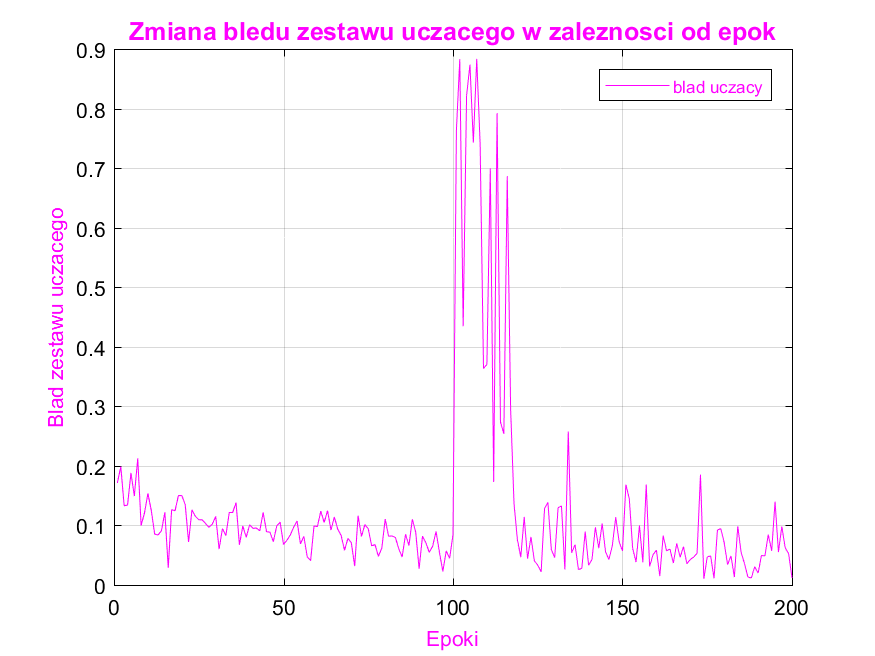 Zmiana bledu zestawu uczacego w zaleznosci od epok
0.9
0.8
0.7
0.6
0.5
0.4
0.3
0.2
0.1
0
Blad zestawu uczacego
blad uczacy
0 50 100 150 200
Epoki